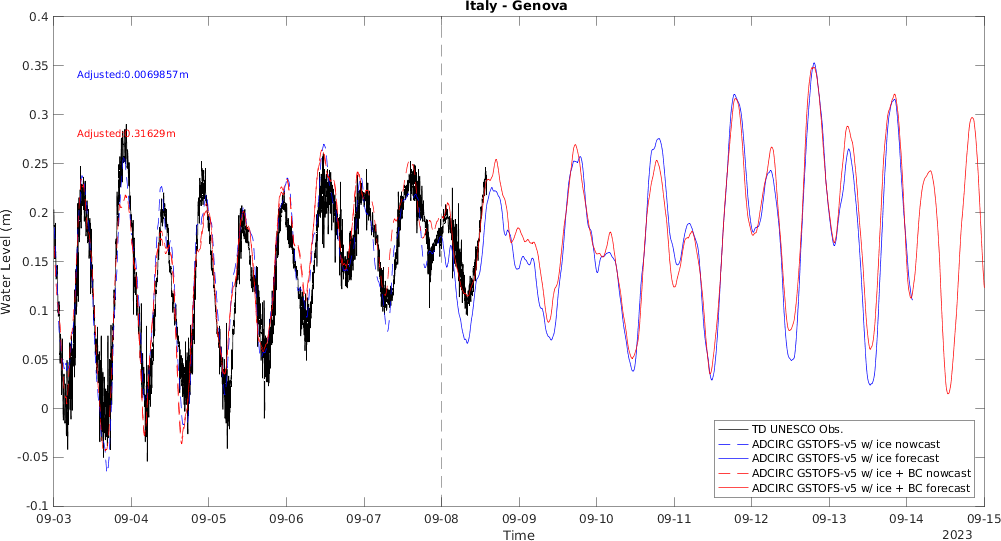 Italy - Genova
0.4
0.35
0.3
0.25
0.2
0.15
0.1
0.05
0
-0.05
-0.1
Water Level (m)
Adjusted:0.0069857m
Adjusted:0.31629m
TD UNESCO Obs.
ADCIRC GSTOFS-v5 w/ ice nowcast
ADCIRC GSTOFS-v5 w/ ice forecast
ADCIRC GSTOFS-v5 w/ ice + BC nowcast
ADCIRC GSTOFS-v5 w/ ice + BC forecast
09-03 09-04 09-05 09-06 09-07 09-08 09-09 09-10 09-11 09-12 09-13 09-14 09-15
Time
2023